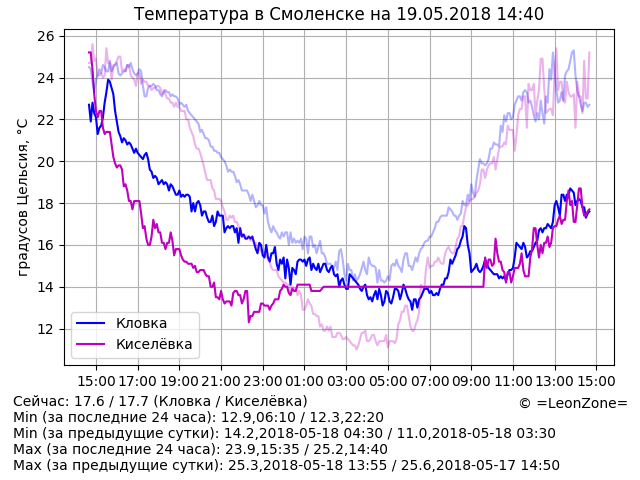 Температура в Смоленске на 19.05.2018 14:40
26
24
22
20
18
16
14
12
градусов Цельсия, °C
Кловка
Киселёвка
15:00 17:00 19:00 21:00 23:00 01:00 03:00 05:00 07:00 09:00 11:00 13:00 15:00
Сейчас: 17.6 / 17.7 (Кловка / Киселёвка)
© =LeonZone=
Min (за последние 24 часа): 12.9,06:10 / 12.3,22:20
Min (за предыдущие сутки): 14.2,2018-05-18 04:30 / 11.0,2018-05-18 03:30
Max (за последние 24 часа): 23.9,15:35 / 25.2,14:40
Max (за предыдущие сутки): 25.3,2018-05-18 13:55 / 25.6,2018-05-17 14:50